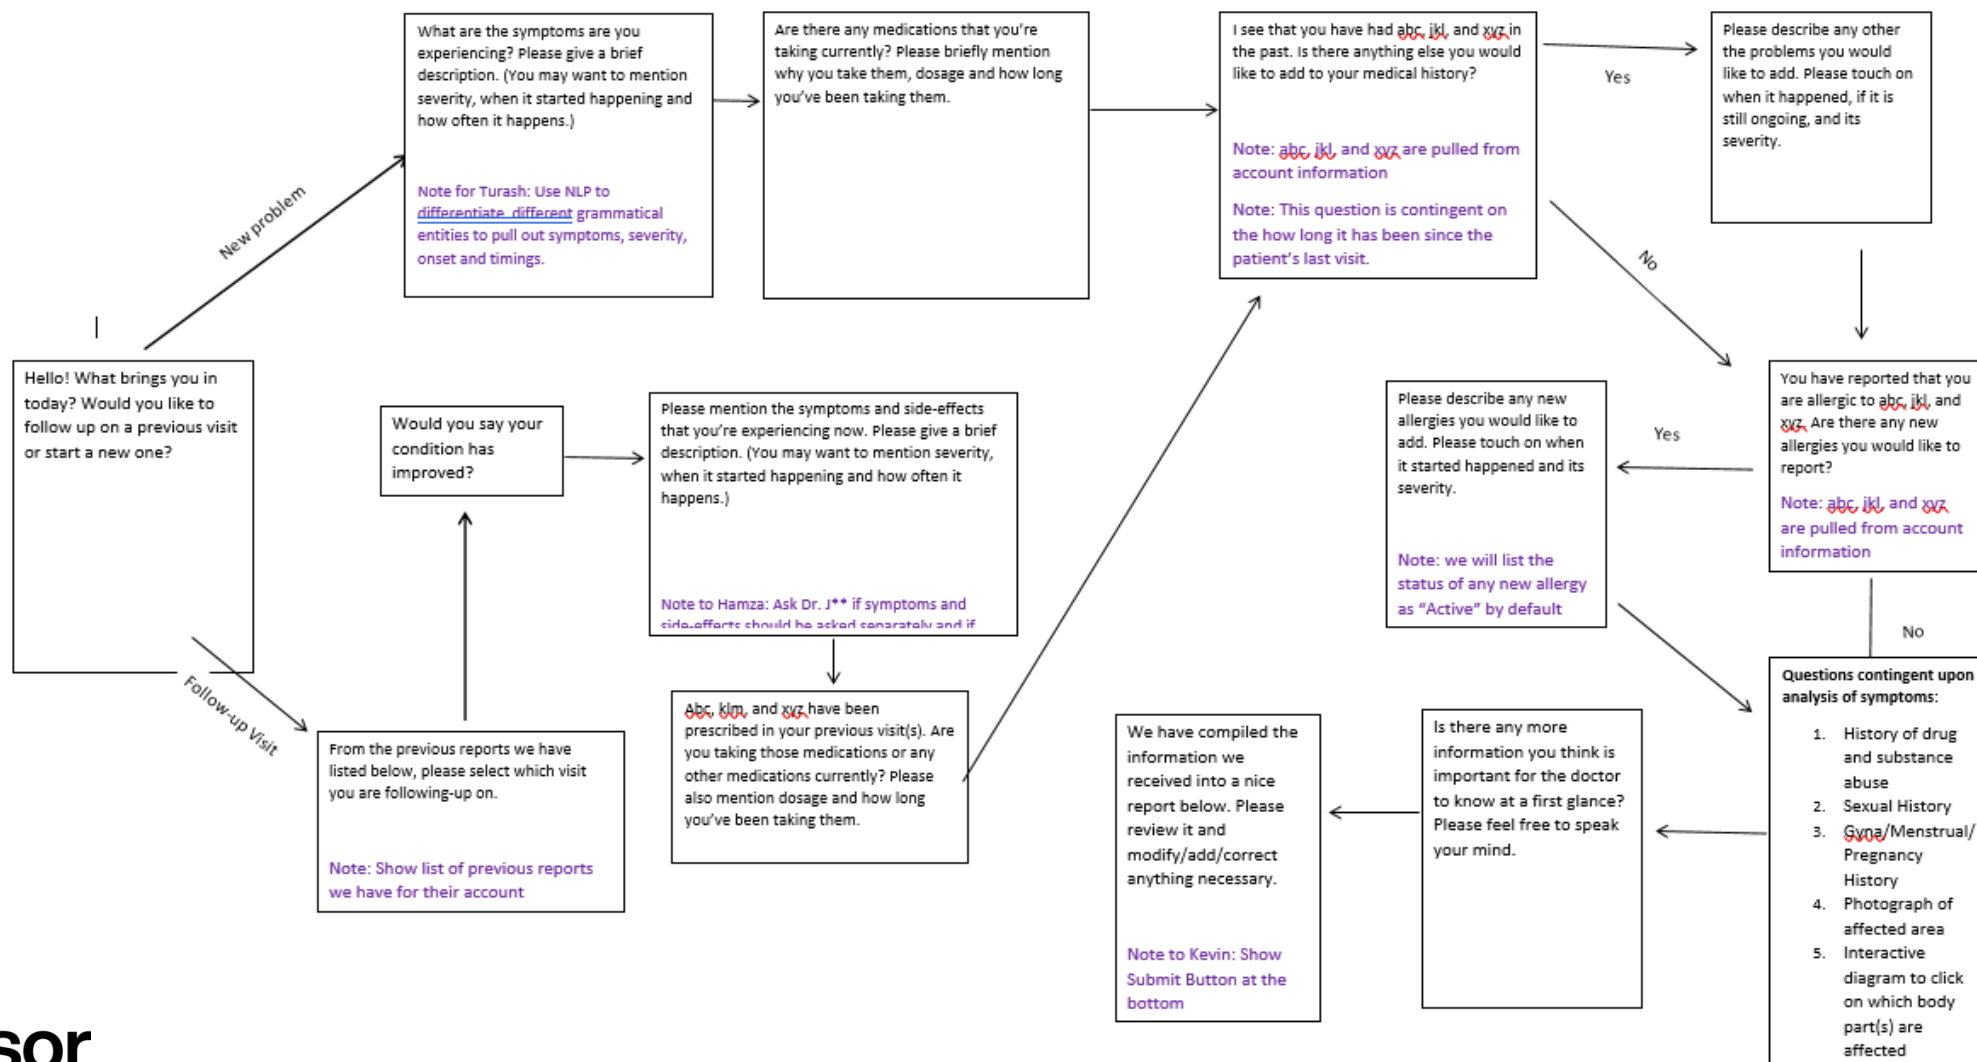 What are the symptoms are you
experiencing? Please give a brief
description. (You may want to mention
severity, when it started happening and
how often it happens.)
Note for Turash: Use NLP to
differentiate different grammatical
entities to pull out symptoms, severity,
onset and timings.
Are there any medications that you're
taking currently? Please briefly mention
why you take them, dosage and how long
you've been taking them.
I see that you have had abc, jkl, and xyz in
the past. Is there anything else you would
like to add to your medical history?
Note: abc, jkl, and xyz are pulled from
account information
Note: This question is contingent on
the how long it has been since the
patient's last visit.
Yes
Please describe any other
the problems you would
like to add. Please touch on
when it happened, if it is
still ongoing, and its
severity.
New problem
No
Hello! What brings you in
today? Would you like to
follow up on a previous visit
or start a new one?
Would you say your
condition has
improved?
Please mention the symptoms and side-effects
that you're experiencing now. Please give a brief
description. (You may want to mention severity,
when it started happening and how often it
happens.)
Note to Hamza: Ask Dr. J** if symptoms and
side-effects should be asked separately and if
Please describe any new
allergies you would like to
add. Please touch on when
it started happened and its
severity.
Note: we will list the
status of any new allergy
as "Active" by default
Yes
You have reported that you
are allergic to abc, jkl, and
xyz. Are there any new
allergies you would like to
report?
Note: abc, jkl, and xyz
are pulled from account
information
No
Follow-up Visit
From the previous reports we have
listed below, please select which visit
you are following-up on.
Note: Show list of previous reports
we have for their account
Abc, klm, and xyz have been
prescribed in your previous visit(s). Are
you taking those medications or any
other medications currently? Please
also mention dosage and how long
you've been taking them.
We have compiled the
information we
received into a nice
report below. Please
review it and
modify/add/correct
anything necessary.
Note to Kevin: Show
Submit Button at the
bottom
Is there any more
information you think is
important for the doctor
to know at a first glance?
Please feel free to speak
your mind.
Questions contingent upon
analysis of symptoms:
1. History of drug
and substance
abuse
2. Sexual History
3. Gyna/Menstrual/
Pregnancy
History
4. Photograph of
affected area
5. Interactive
diagram to click
on which body
part(s) are
affected
sor